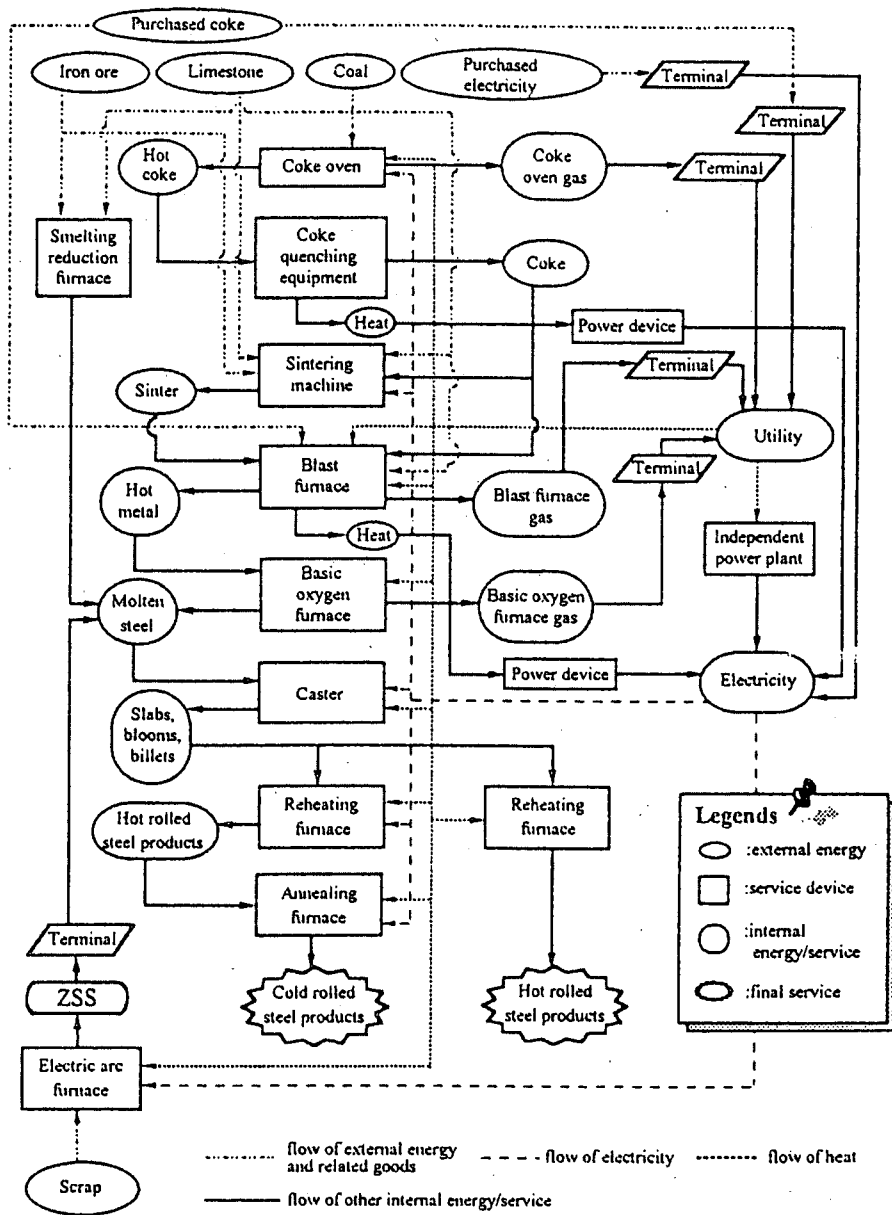 Purchased coke
Iron ore
Limestone
Coal
Purchased
electricity
Terminal
Terminal
Hot
coke
Coke oven
Coke
oven gas
Terminal
Smelting
reduction
furnace
Coke
quenching
equipment
Coke
Heat
Power device
Sintering
machine
Terminal
Sinter
Utility
Blast
furnace
Terminal
Hot
metal
Blast furnace
gas
Heat
Independent
power plant
Basic
oxygen
furnace
Basic oxygen
furnace gas
Molten
steel
Caster
Power device
Electricity
Slabs,
blooms,
billets
Reheating
furnace
Reheating
furnace
Hot rolled
steel products
Annealing
furnace
Terminal
Cold rolled
steel products
Hot rolled
steel products
ZSS
Electric arc
furnace
Scrap
Legends
:external energy
:service device
:internal
energy/service
:final service
flow of external energy
and related goods
flow of electricity
flow of heat
flow of other internal energy/service